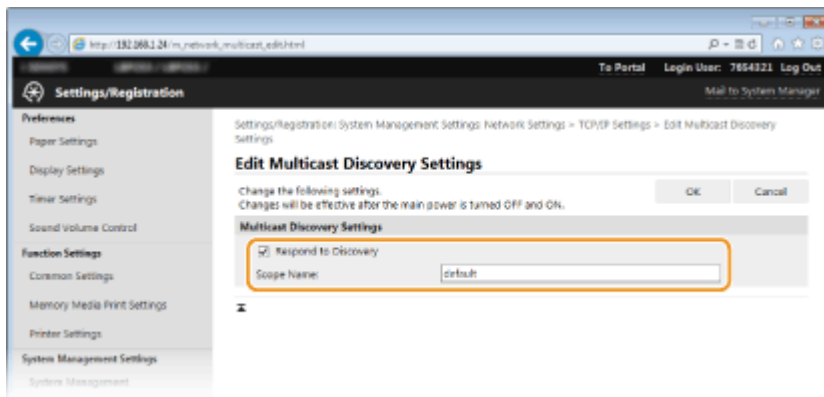 http://192.168.1.24/m_network_multicast_edit.html
To Portal Login User: 7654321 Log Out
Settings/Registration
Mail to System Manager
Preferences
Paper Settings
Display Settings
Timer Settings
Sound Volume Control
Function Settings
Common Settings
Memory Media Print Settings
Printer Settings
System Management Settings
System Management
Settings/Registration: System Management Settings: Network Settings > TCP/IP Settings > Edit Multicast Discovery
Settings
Edit Multicast Discovery Settings
Change the following settings.
Changes will be effective after the main power is turned OFF and ON.
OK Cancel
Multicast Discovery Settings
Respond to Discovery
Scope Name: default